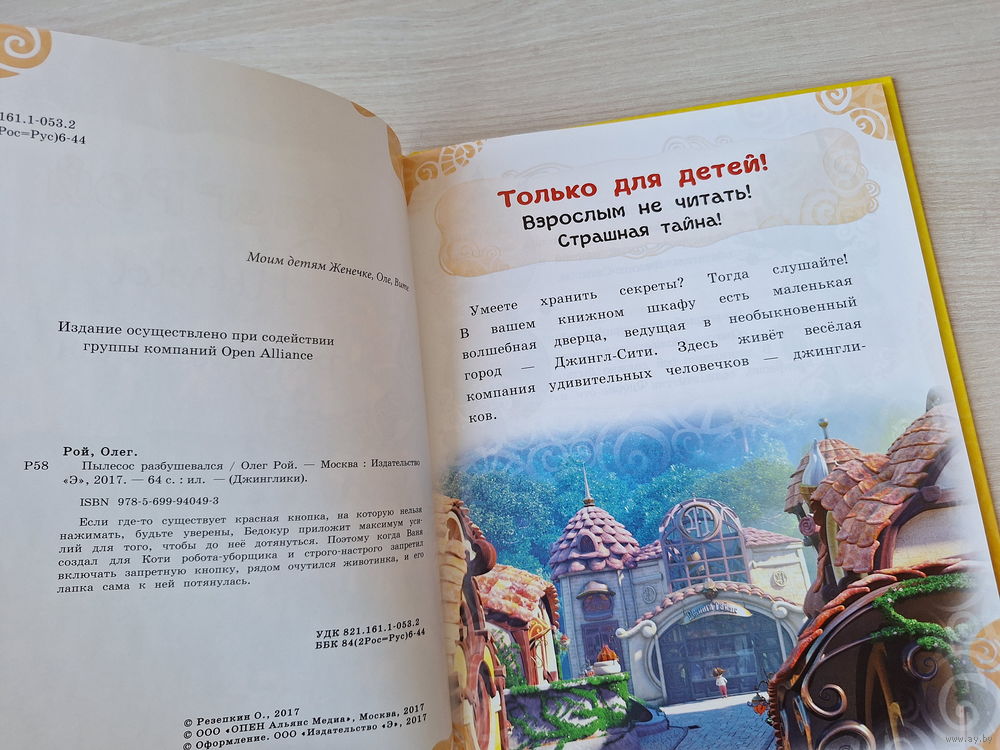 161.1-053.2
Рос=Рус)6-44
Моим детям Женечке, Оле, Вите
Издание осуществлено при содействии
группы компаний Open Alliance
Рой, Олег.
Р58
Пылесос разбушевался / Олег Рой. — Москва : Издательство
«Э», 2017. — 64 с. : ил. — (Джинглики).
ISBN 978-5-699-94049-3
Если где-то существует красная кнопка, на которую нельзя
нажимать, будьте уверены, Бедокур приложит максимум уси-
лий для того, чтобы до неё дотянуться. Поэтому когда Ваня
создал для Коти робота-уборщика и строго-настрого запретил
включать запретную кнопку, рядом очутился животинка, и его
лапка сама к ней потянулась.
УДК 821.161.1-053.2
ББК 84(2Рос=Рус)6-44
© Резепкин О., 2017
© ООО «ОПЕН Альянс Медиа», Москва, 2017
© Оформление. ООО «Издательство «Э», 2017
Только для детей!
Взрослым не читать!
Страшная тайна!
Умеете хранить секреты? Тогда слушайте!
В вашем книжном шкафу есть маленькая
волшебная дверца, ведущая в необыкновенный
город — Джингл-Сити. Здесь живёт весёлая
компания удивительных человечков — джингли-
ков.
www.ay.by